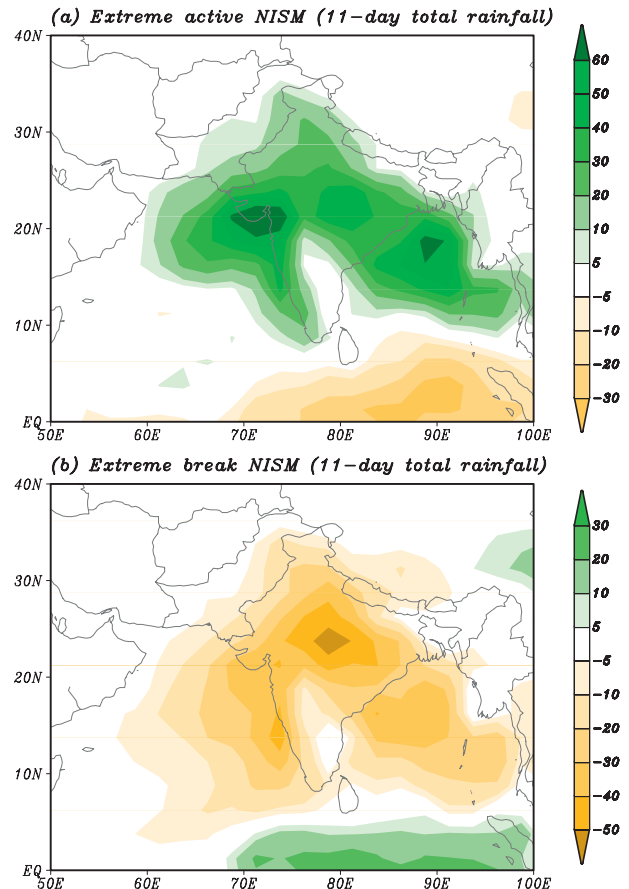 (a) Extreme active NISM (11-day total rainfall)
40N
30N
20N
10N
EQ
50E 60E 70E 80E 90E 100E
60
50
40
30
20
10
5
-5
-10
-20
-30
(b) Extreme break NISM (11-day total rainfall)
40N
30N
20N
10N
EQ
50E 60E 70E 80E 90E 100E
30
20
10
5
-5
-10
-20
-30
-40
-50